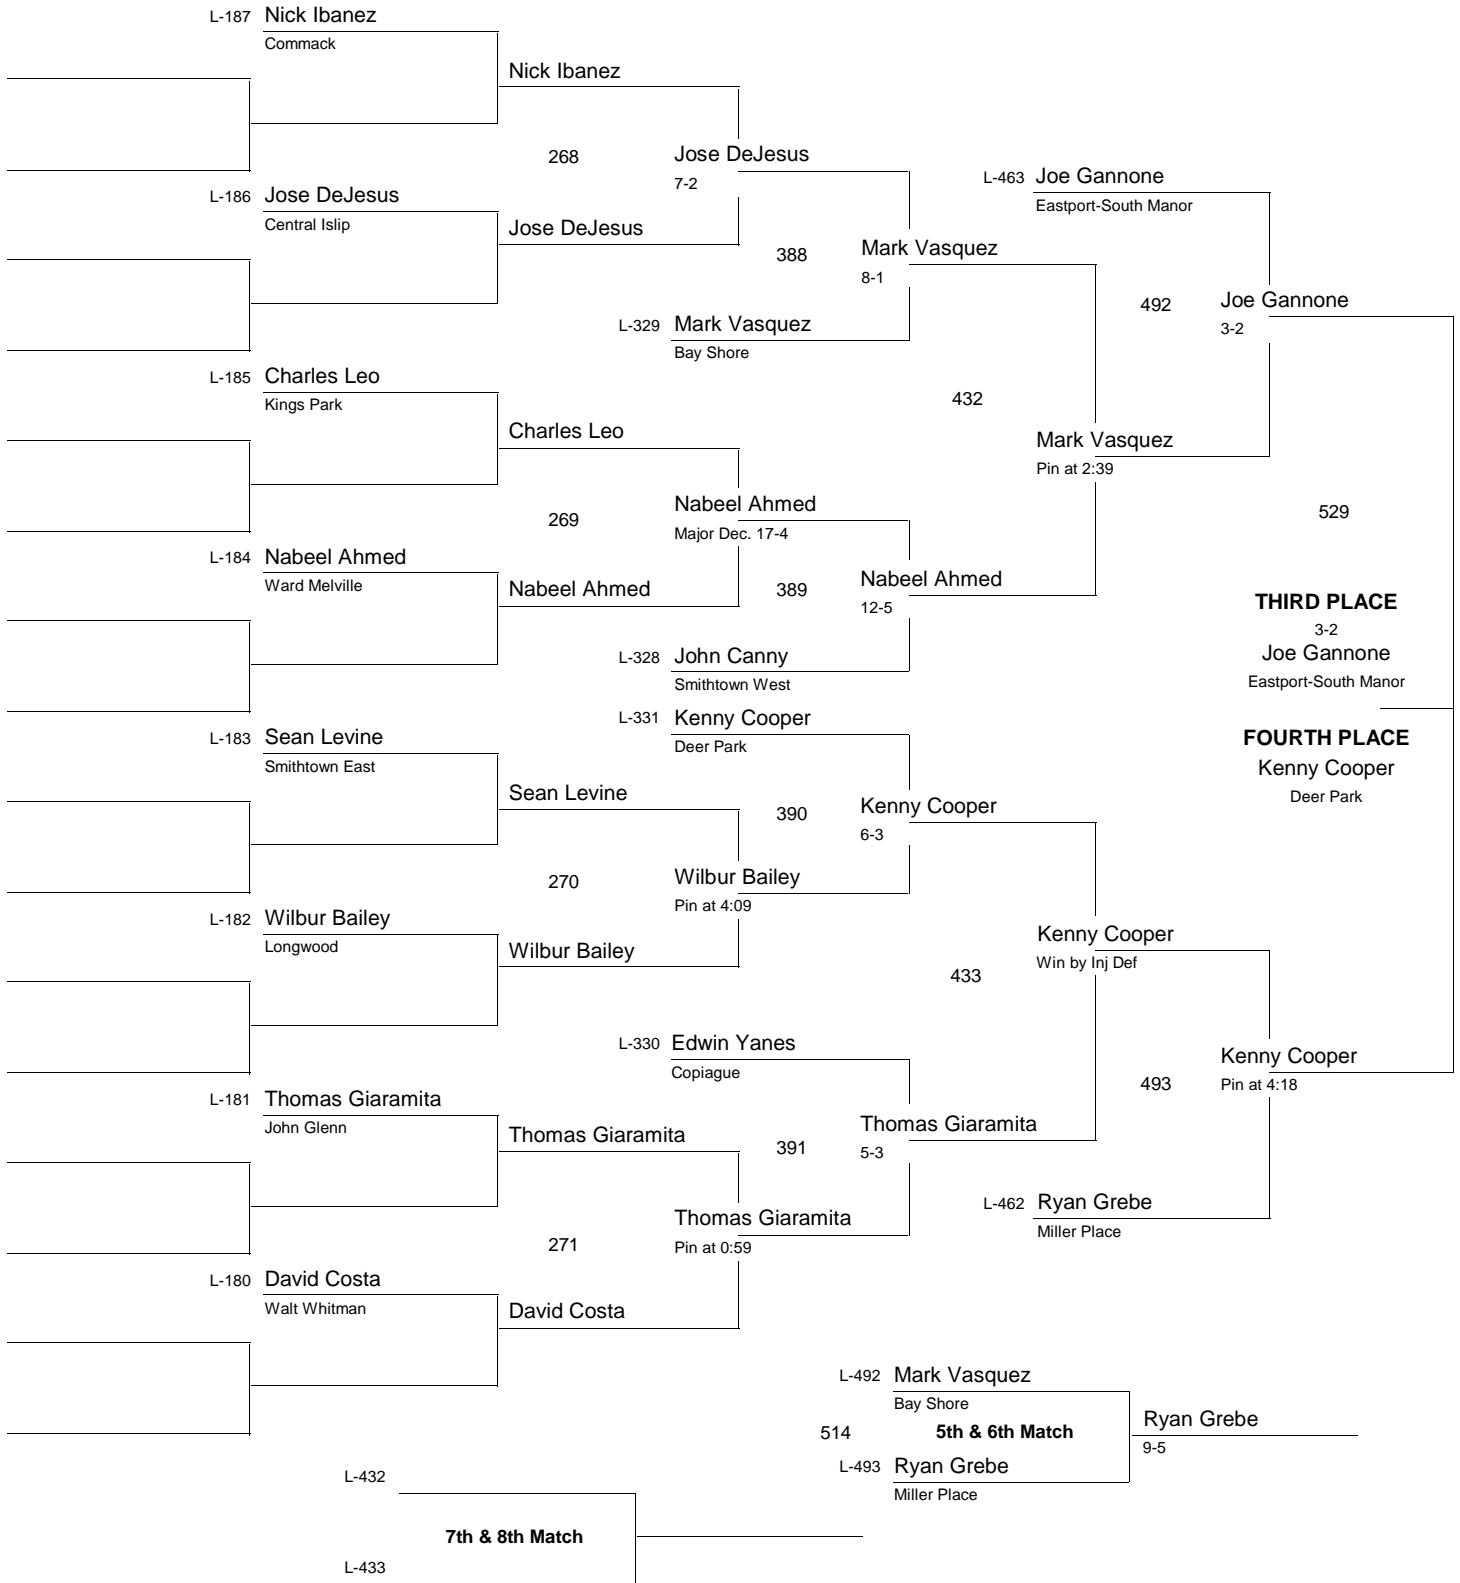 L-187 Nick Ibanez
Commack
Nick Ibanez
268
Jose DeJesus
7-2
L-186 Jose DeJesus
Central Islip
Jose DeJesus
388
Mark Vasquez
8-1
L-329 Mark Vasquez
Bay Shore
L-463 Joe Gannone
Eastport-South Manor
492
Joe Gannone
3-2
L-185 Charles Leo
Kings Park
Charles Leo
432
Mark Vasquez
Pin at 2:39
269
Nabeel Ahmed
Major Dec. 17-4
529
L-184 Nabeel Ahmed
Ward Melville
Nabeel Ahmed
389
Nabeel Ahmed
12-5
L-328 John Canny
Smithtown West
THIRD PLACE
3-2
Joe Gannone
Eastport-South Manor
FOURTH PLACE
Kenny Cooper
Deer Park
L-331 Kenny Cooper
Deer Park
L-183 Sean Levine
Smithtown East
Sean Levine
390
Kenny Cooper
6-3
270
Wilbur Bailey
Pin at 4:09
L-182 Wilbur Bailey
Longwood
Wilbur Bailey
433
Kenny Cooper
Win by Inj Def
L-330 Edwin Yanes
Copiague
493
Kenny Cooper
Pin at 4:18
L-181 Thomas Giaramita
John Glenn
Thomas Giaramita
391
Thomas Giaramita
5-3
271
Thomas Giaramita
Pin at 0:59
L-462 Ryan Grebe
Miller Place
L-180 David Costa
Walt Whitman
David Costa
L-492 Mark Vasquez
Bay Shore
514
5th & 6th Match
Ryan Grebe
9-5
L-493 Ryan Grebe
Miller Place
L-432
7th & 8th Match
L-433